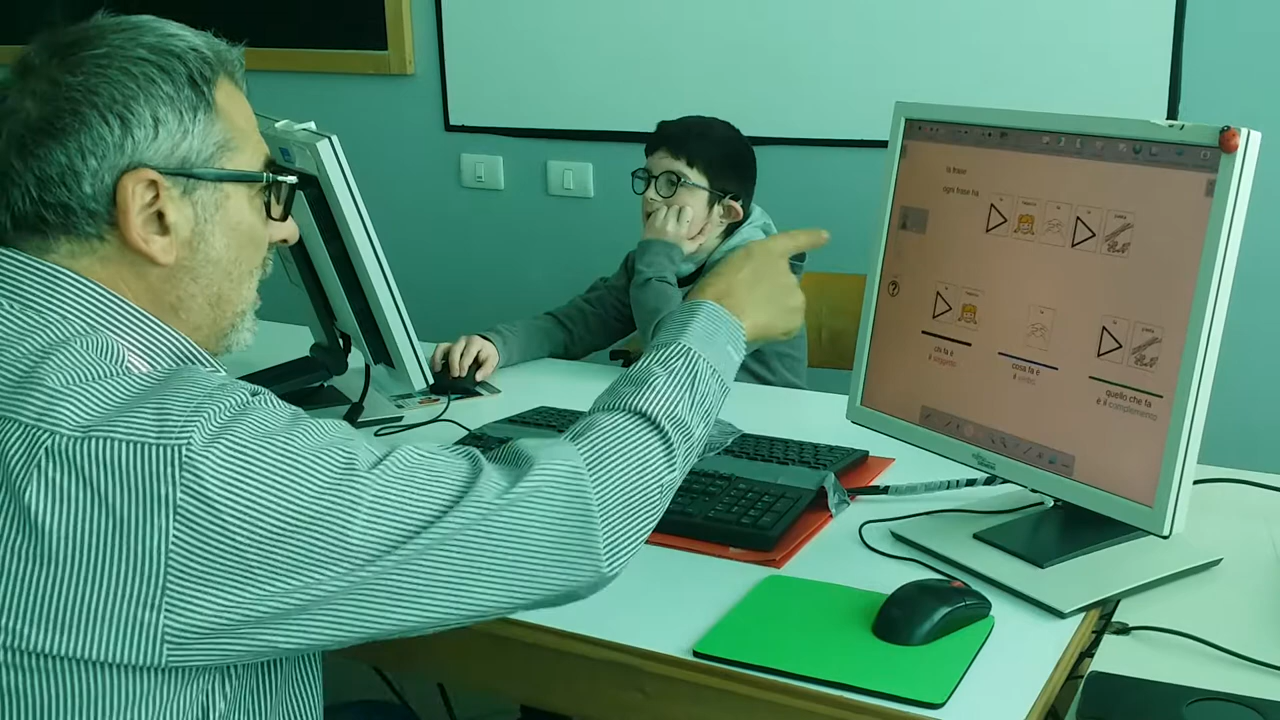 la frase
ogni frase ha
chi fa è
il soggetto
cosa fa è
il verbo
quello che fa
è il complemento